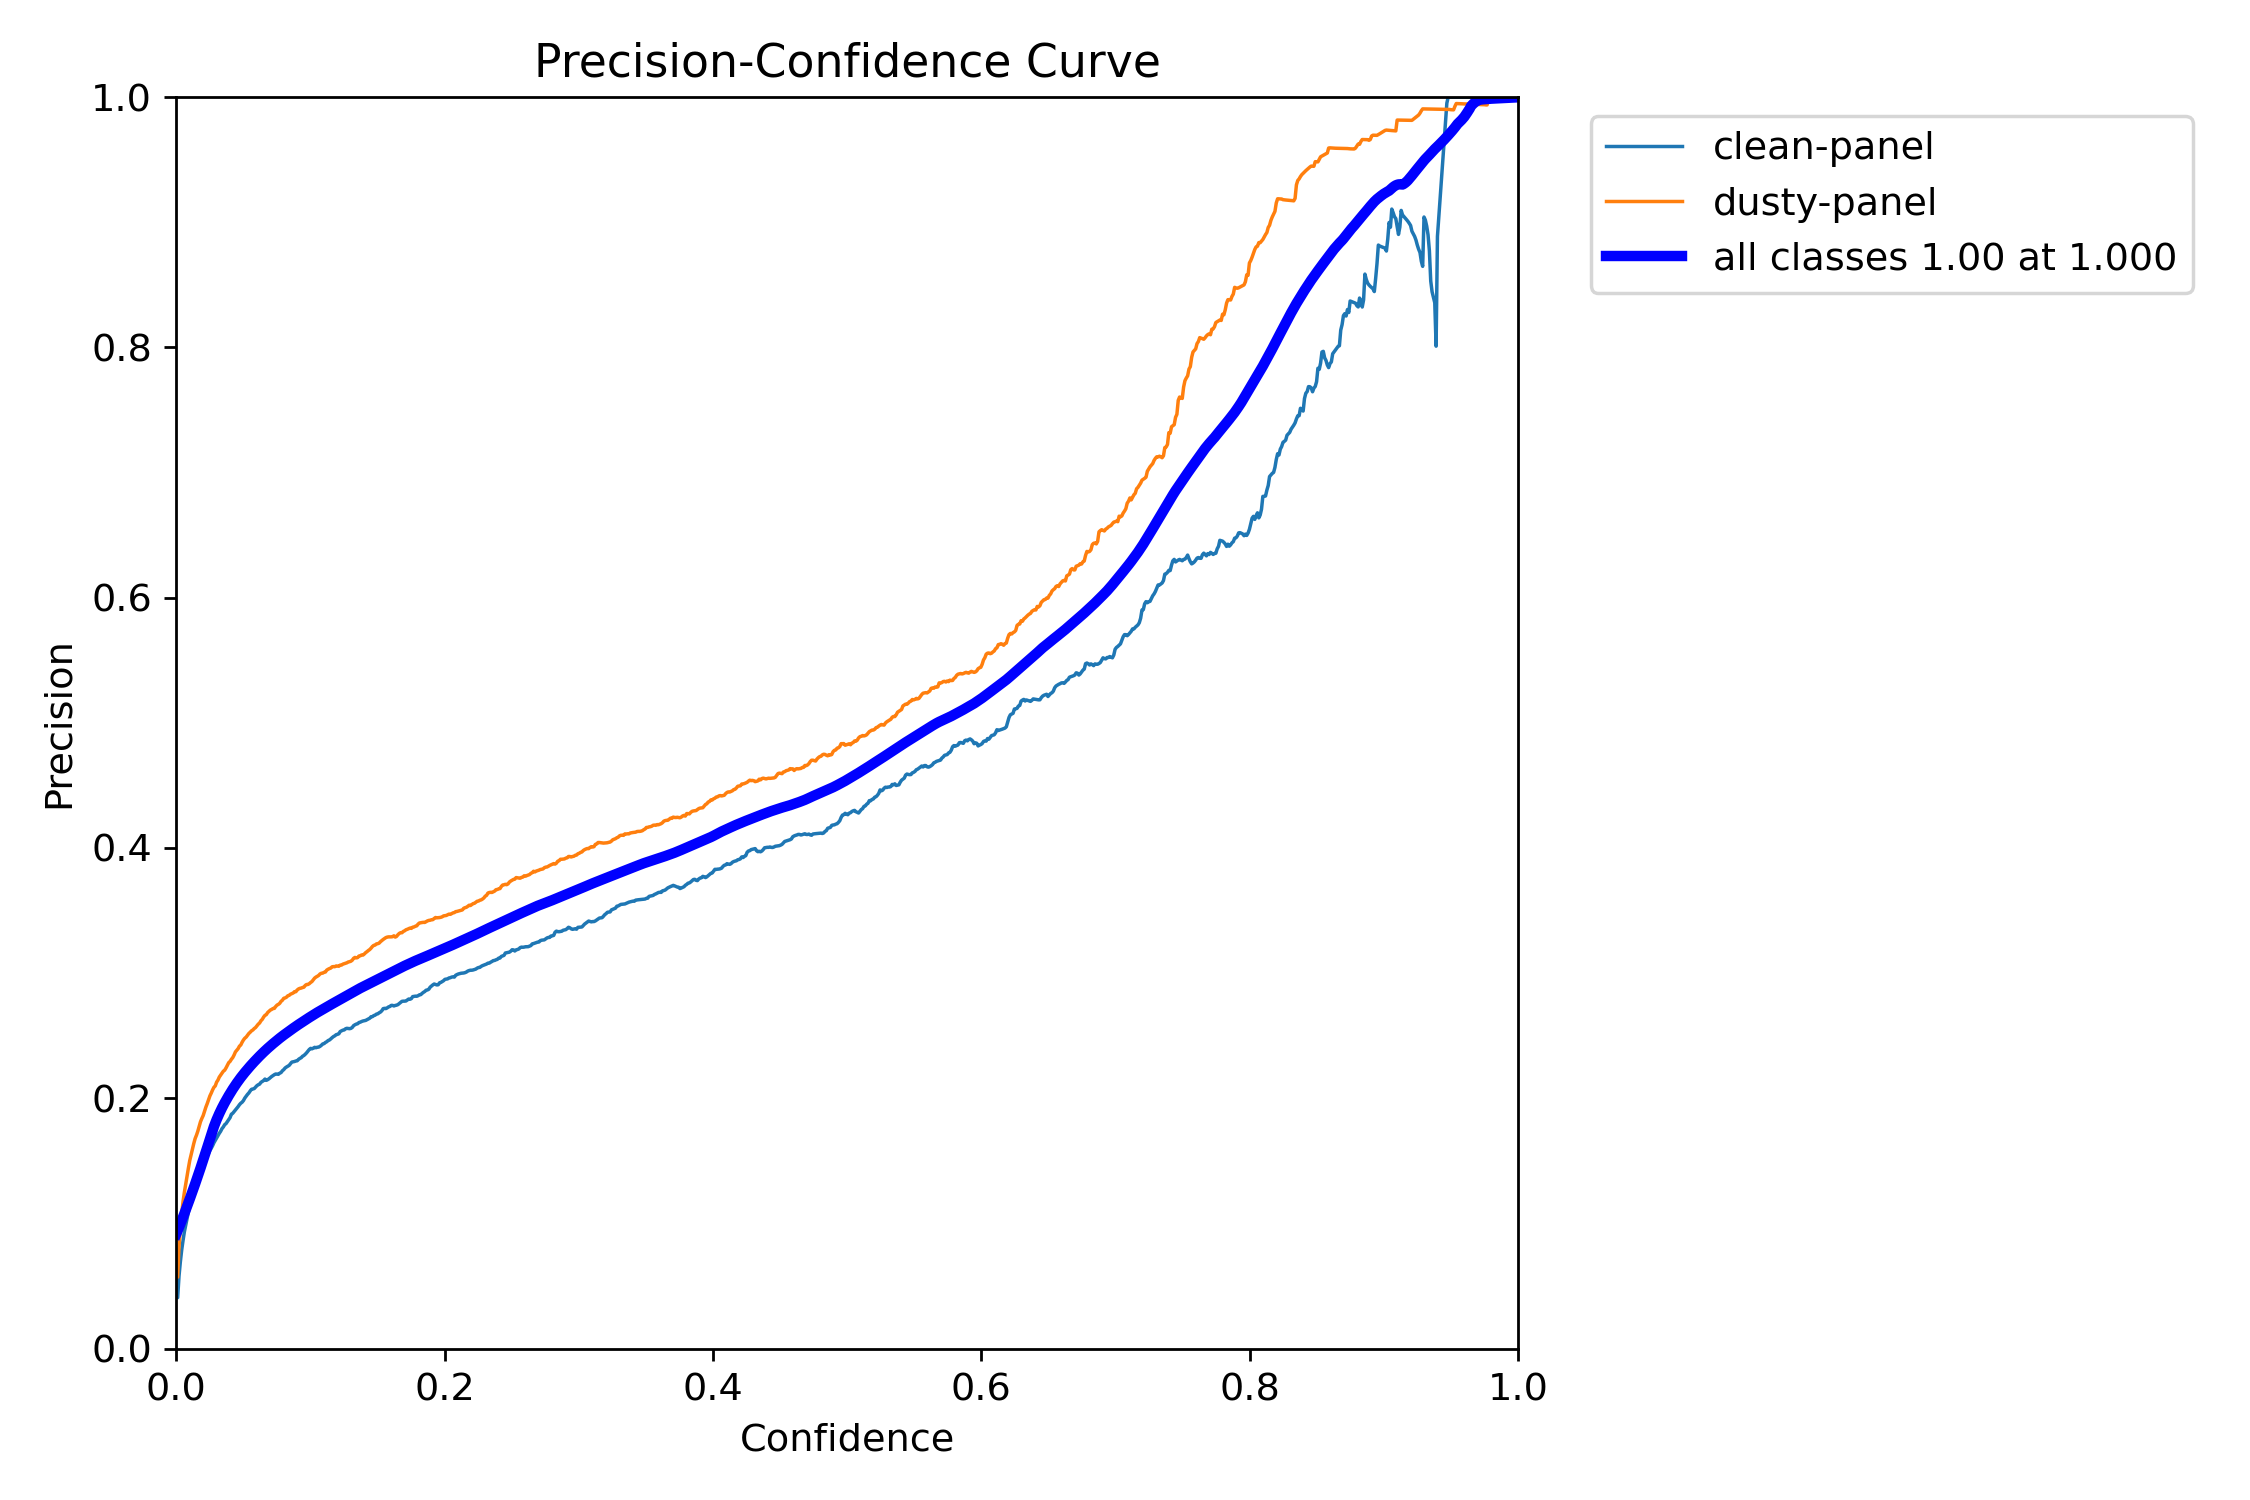 Precision-Confidence Curve
1.0
0.8
0.6
0.4
0.2
0.0
Precision
0.0 0.2 0.4 0.6 0.8 1.0
Confidence
clean-panel
dusty-panel
all classes 1.00 at 1.000